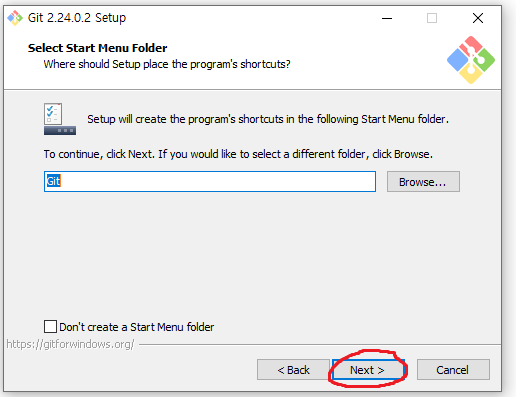 Git 2.24.0.2 Setup
Select Start Menu Folder
Where should Setup place the program's shortcuts?
Setup will create the program's shortcuts in the following Start Menu folder.
To continue, click Next. If you would like to select a different folder, click Browse.
Git
Browse...
Don't create a Start Menu folder
https://gitforwindows.org/
< Back
Next >
Cancel